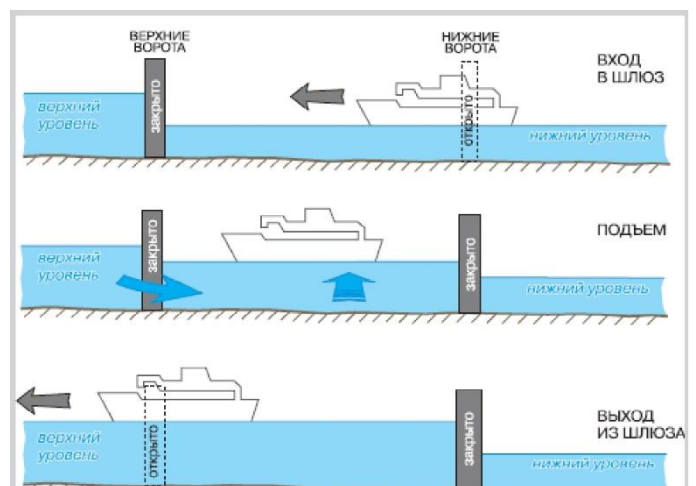 ВЕРХНИЕ
ВОРОТА
НИЖНИЕ
ВОРОТА
ВХОД
В ШЛЮЗ
верхний
уровень
закрыто
открыто
нижний уровень
ПОДЪЕМ
верхний
уровень
закрыто
закрыто
нижний уровень
ВЫХОД
ИЗ ШЛЮЗА
верхний
уровень
открыто
закрыто
нижний уровень